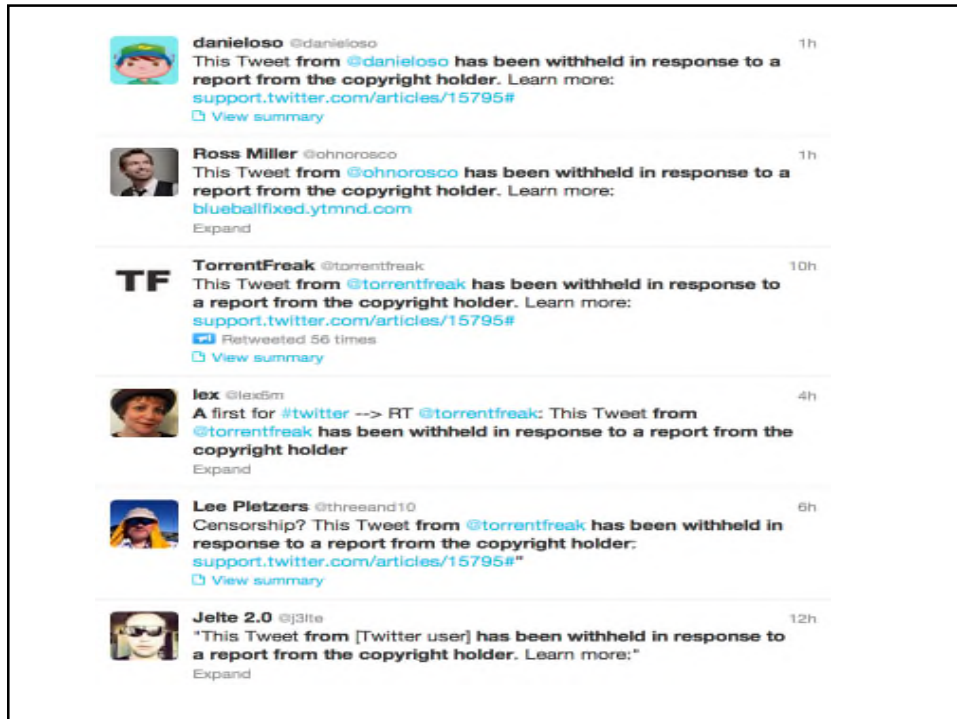 danieloso @danieloso 1h
This Tweet from @danieloso has been withheld in response to a
report from the copyright holder. Learn more:
support.twitter.com/articles/15795#
View summary
Ross Miller @ohnorosco 1h
This Tweet from @ohnorosco has been withheld in response to a
report from the copyright holder. Learn more:
blueballfixed.ytmnd.com
Expand
TF
TorrentFreak @torrentfreak 10h
This Tweet from @torrentfreak has been withheld in response to
a report from the copyright holder. Learn more:
support.twitter.com/articles/15795#
Retweeted 56 times
View summary
lex @lex6m 4h
A first for #twitter --> RT @torrentfreak: This Tweet from
@torrentfreak has been withheld in response to a report from the
copyright holder
Expand
Lee Pletzers @threeand10 6h
Censorship? This Tweet from @torrentfreak has been withheld in
response to a report from the copyright holder:
support.twitter.com/articles/15795#"
View summary
Jelte 2.0 @j3lte 12h
"This Tweet from [Twitter user] has been withheld in response to
a report from the copyright holder. Learn more:"
Expand